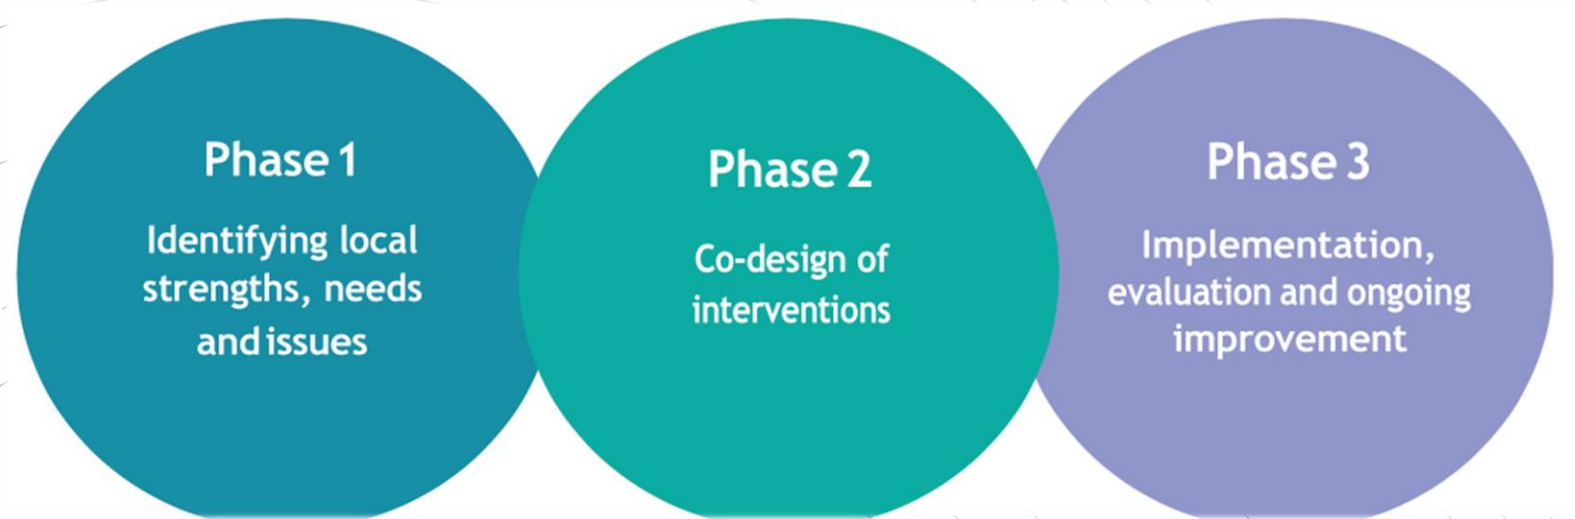 Phase 1
Identifying local
strengths, needs
and issues
Phase 2
Co-design of
interventions
Phase 3
Implementation,
evaluation and ongoing
improvement